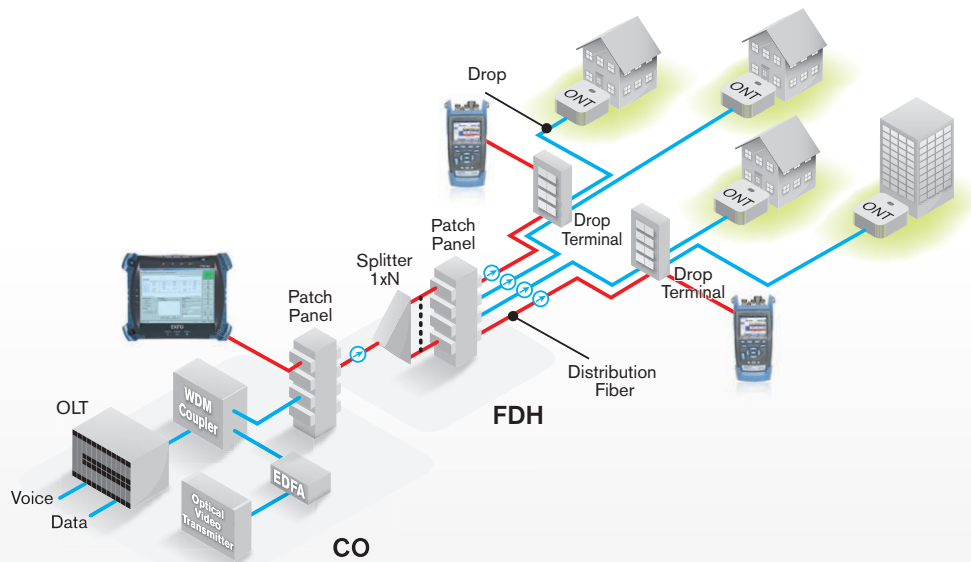 Drop
ONT
ONT
ONT
ONT
Drop
Terminal
Drop
Terminal
Patch
Panel
Splitter
1xN
Patch
Panel
EXFO
Distribution
Fiber
FDH
OLT
WDM
Coupler
EDFA
Optical
Video
Transmitter
Voice
Data
CO